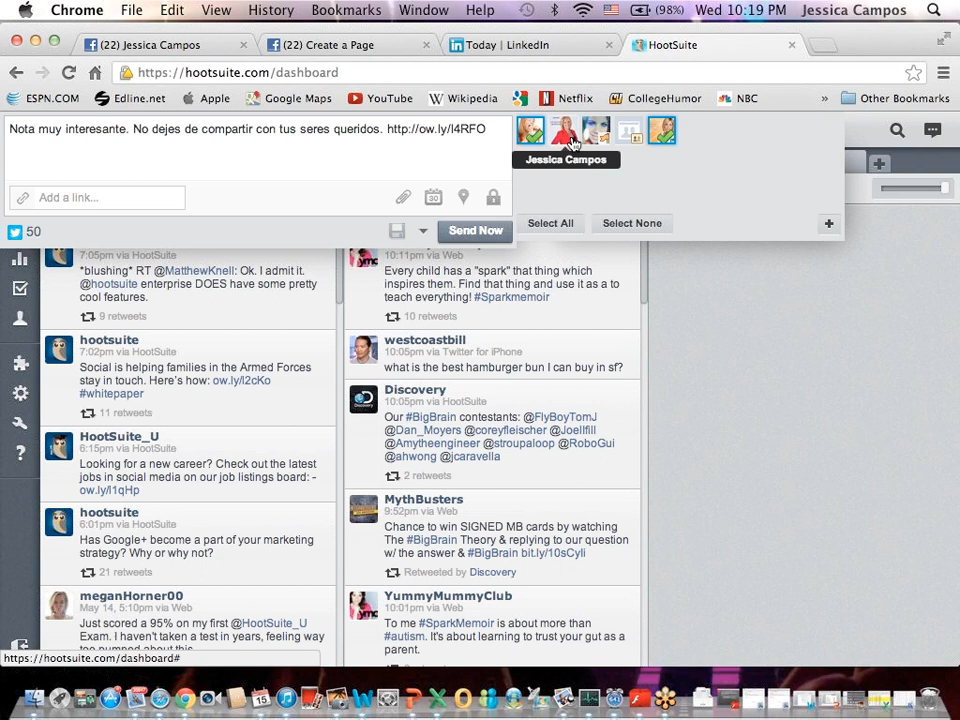 Chrome File Edit View History Bookmarks Window Help (98%) Wed 10:19 PM Jessica Campos
(22) Jessica Campos (22) Create a Page Today | LinkedIn HootSuite
https://hootsuite.com/dashboard
ESPN.COM Edline.net Apple Google Maps YouTube Wikipedia Netflix CollegeHumor NBC » Other Bookmarks
Nota muy interesante. No dejes de compartir con tus seres queridos. http://ow.ly/l4RFO
Jessica Campos
Add a link...
50 Send Now
Select All Select None +
7:05pm via HootSuite
*blushing* RT @MatthewKnell: Ok. I admit it.
@hootsuite enterprise DOES have some pretty
cool features.
9 retweets
hootsuite
7:02pm via HootSuite
Social is helping families in the Armed Forces
stay in touch. Here's how: ow.ly/l2cKo
#whitepaper
11 retweets
HootSuite_U
6:15pm via HootSuite
Looking for a new career? Check out the latest
jobs in social media on our job listings board: -
ow.ly/l1qHp
hootsuite
6:01pm via HootSuite
Has Google+ become a part of your marketing
strategy? Why or why not?
21 retweets
meganHorner00
May 14, 5:10pm via Web
Just scored a 95% on my first @HootSuite_U
Exam. I haven't taken a test in years, feeling way
too pumped about this!
10:11pm via Web
Every child has a "spark" that thing which
inspires them. Find that thing and use it as a to
teach everything! #Sparkmemoir
10 retweets
westcoastbill
10:05pm via Twitter for iPhone
what is the best hamburger bun I can buy in sf?
Discovery
10:05pm via HootSuite
Our #BigBrain contestants: @FlyBoyTomJ
@Dan_Moyers @coreyfleischer @Joellfill
@Amytheengineer @stroupaloop @RoboGui
@ahwong @jcaravella
2 retweets
MythBusters
9:52pm via Web
Chance to win SIGNED MB cards by watching
The #BigBrain Theory & replying to our question
w/ the answer & #BigBrain bit.ly/10sCyli
Retweeted by Discovery
YummyMummyClub
10:01pm via Web
To me #SparkMemoir is about more than
#autism. It's about learning to trust your gut as a
parent.
https://hootsuite.com/dashboard#